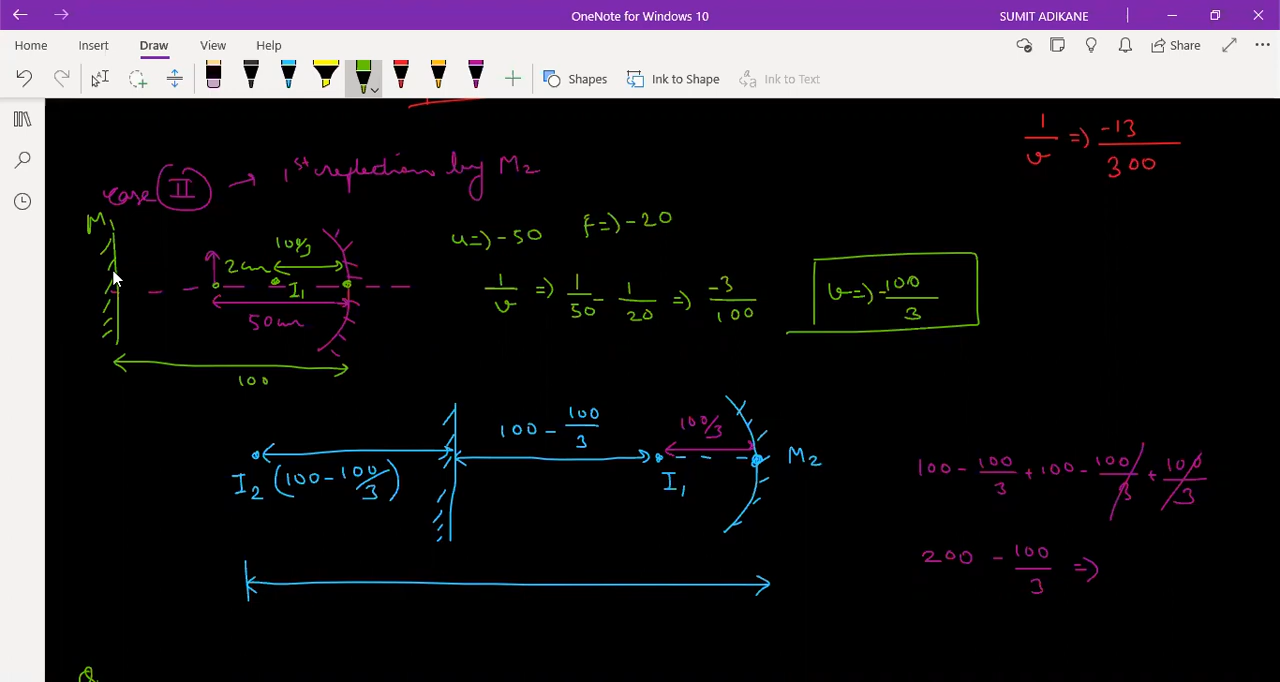 OneNote for Windows 10
SUMIT ADIKANE
Home Insert Draw View Help
Share
Shapes Ink to Shape Ink to Text
1/v => -13/300
case II → 1st reflection by M2
M1
2cm 100/3
I1
50cm
100
u=> -50 f=> -20
1/v => 1/50 - 1/20 => -3/100
v=> -100/3
100 - 100/3
100/3
M2
I2 (100 - 100/3)
I1
100 - 100/3 + 100 - 100/3 + 100/3
200 - 100/3 =>